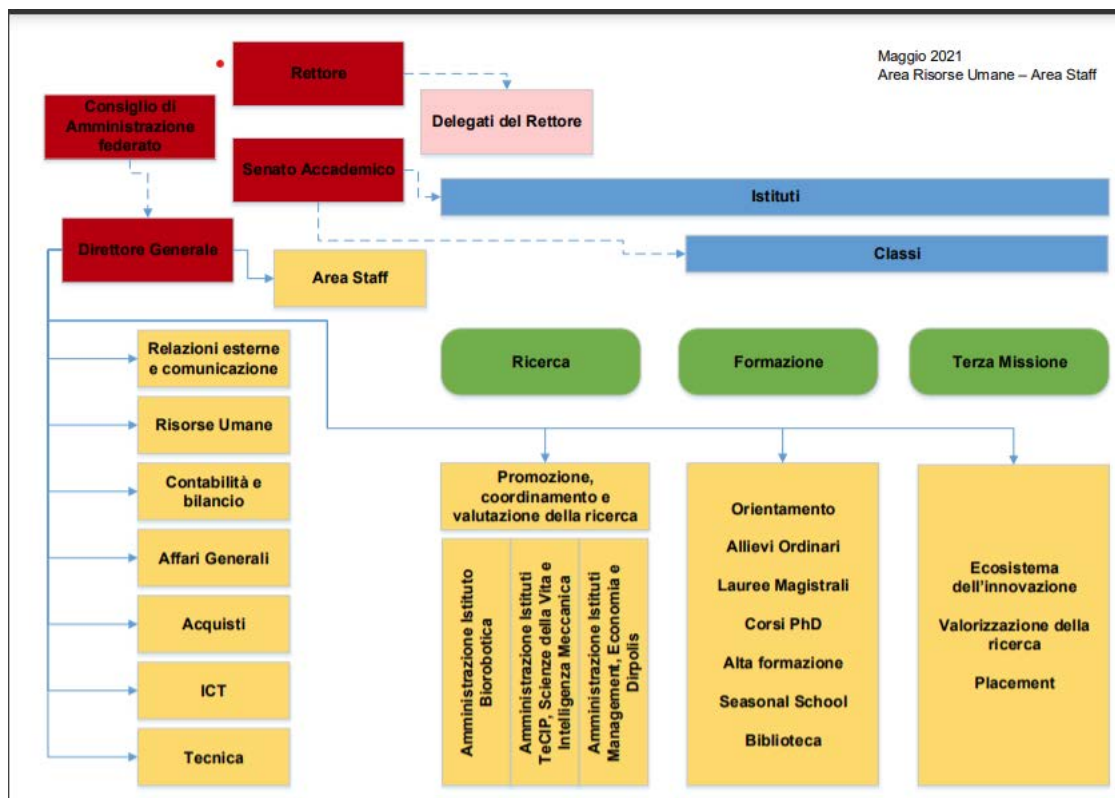 Maggio 2021
Area Risorse Umane – Area Staff
Rettore
Delegati del Rettore
Consiglio di
Amministrazione
federato
Senato Accademico
Istituti
Direttore Generale
Classi
Area Staff
Relazioni esterne
e comunicazione
Risorse Umane
Contabilità e
bilancio
Affari Generali
Acquisti
ICT
Tecnica
Ricerca
Formazione
Terza Missione
Promozione,
coordinamento e
valutazione della ricerca
Amministrazione Istituto
Biorobotica
Amministrazione Istituti
TeCIP, Scienze della Vita e
Intelligenza Meccanica
Amministrazione Istituti
Management, Economia e
Dirpolis
Orientamento
Allievi Ordinari
Lauree Magistrali
Corsi PhD
Alta formazione
Seasonal School
Biblioteca
Ecosistema
dell'innovazione
Valorizzazione della
ricerca
Placement